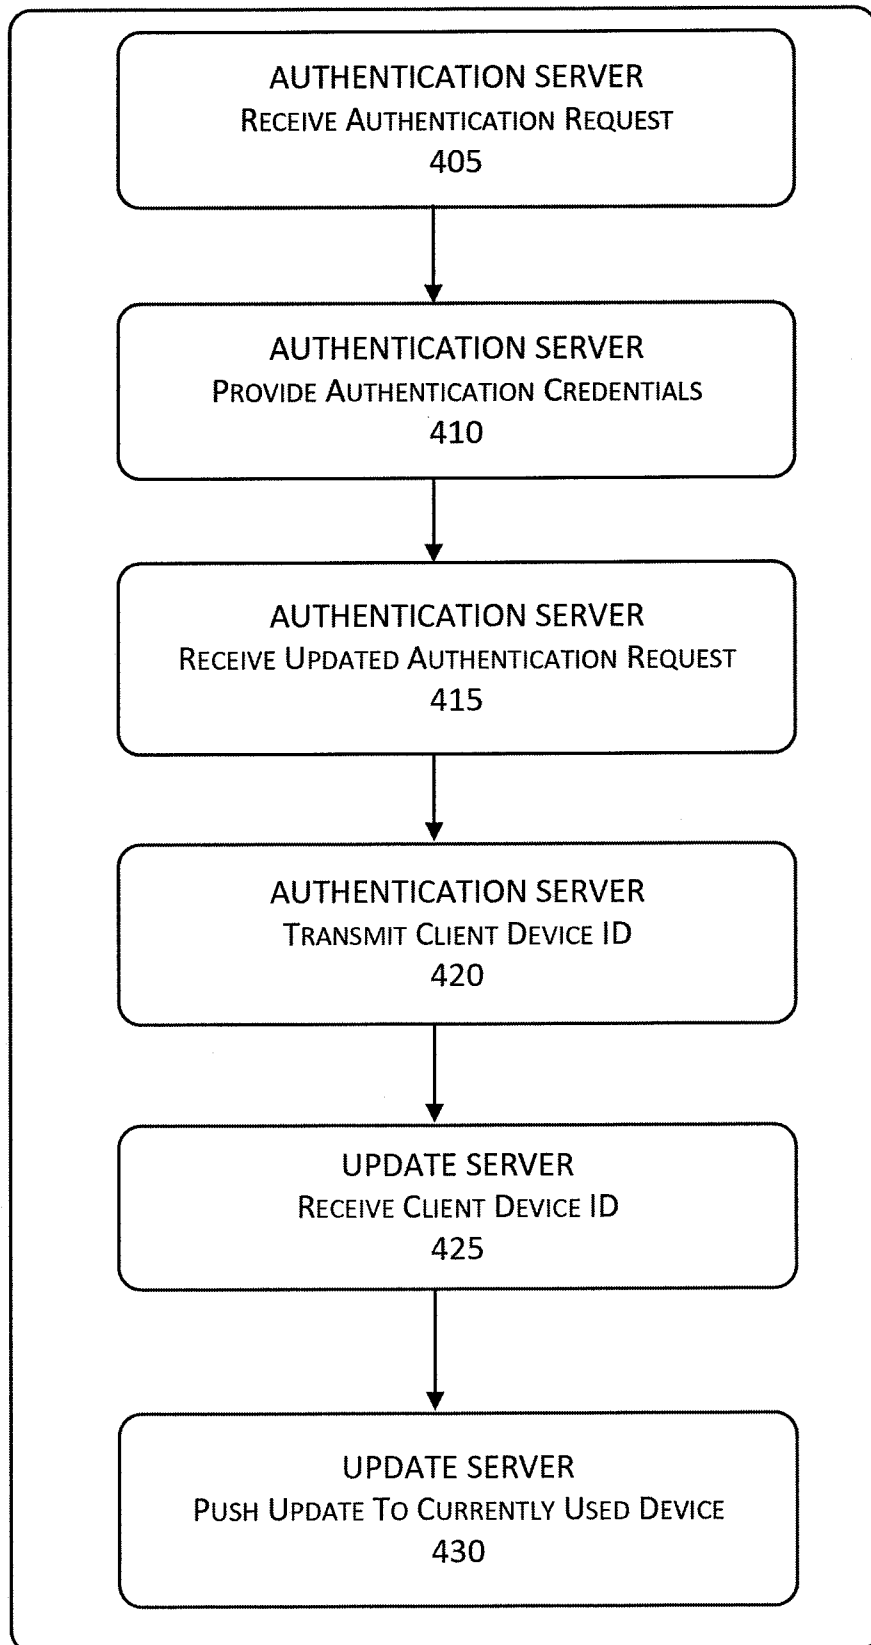 AUTHENTICATION SERVER
RECEIVE AUTHENTICATION REQUEST
405
AUTHENTICATION SERVER
PROVIDE AUTHENTICATION CREDENTIALS
410
AUTHENTICATION SERVER
RECEIVE UPDATED AUTHENTICATION REQUEST
415
AUTHENTICATION SERVER
TRANSMIT CLIENT DEVICE ID
420
UPDATE SERVER
RECEIVE CLIENT DEVICE ID
425
UPDATE SERVER
PUSH UPDATE TO CURRENTLY USED DEVICE
430